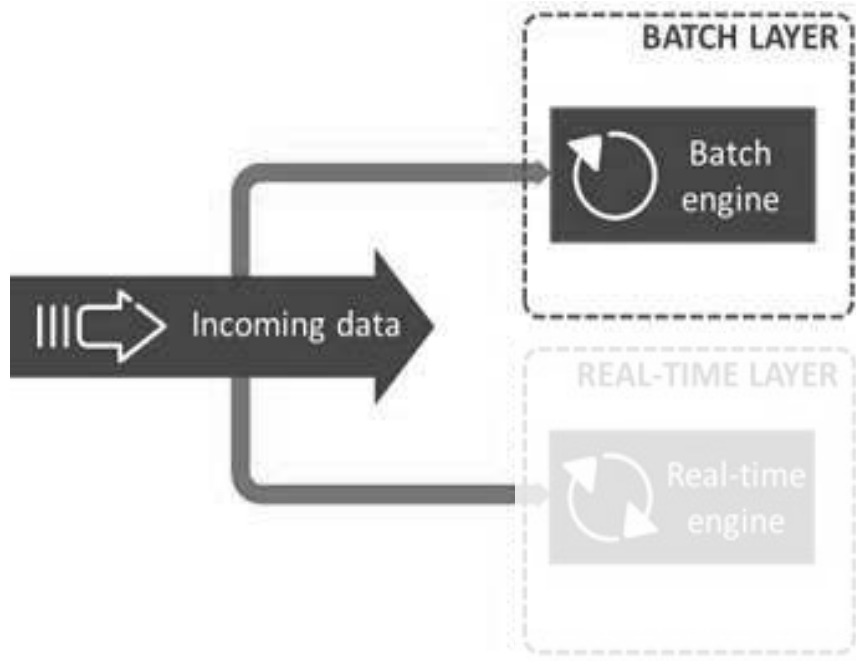 BATCH LAYER
Batch
engine
Incoming data
REAL-TIME LAYER
Real-time
engine